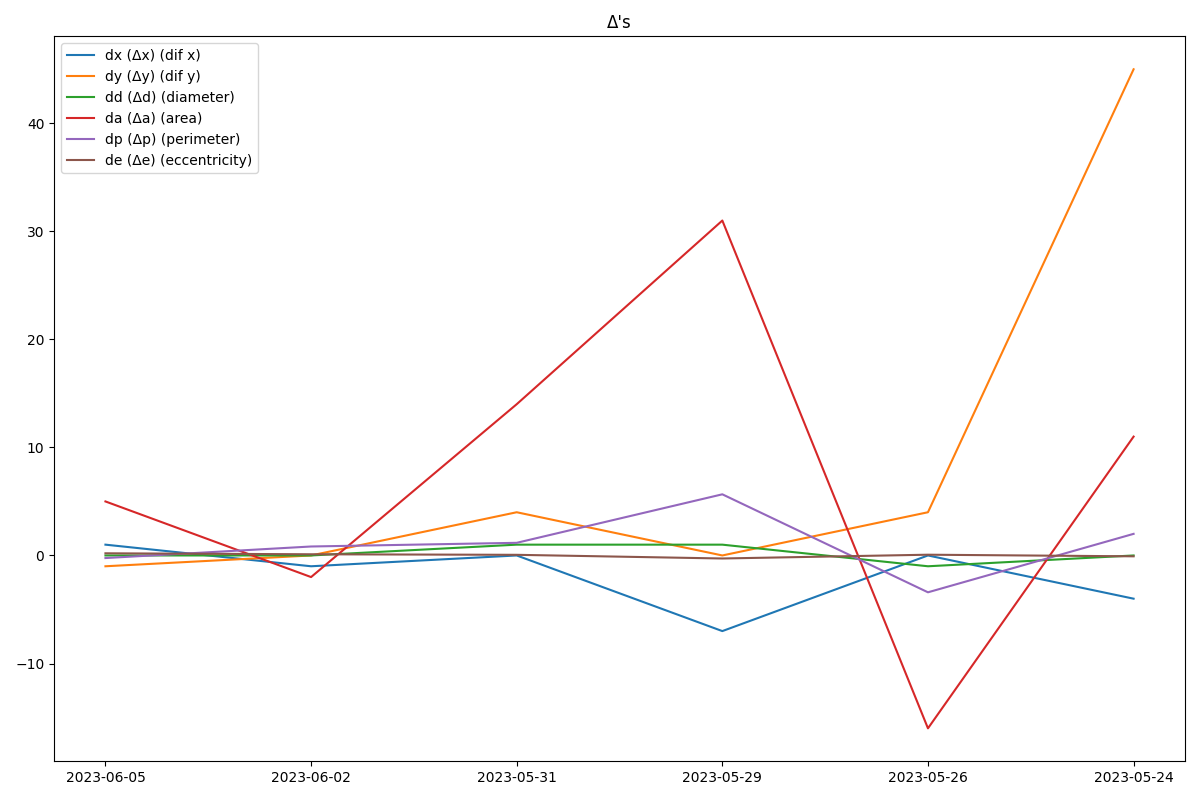 Δ's
dx (Δx) (dif x)
dy (Δy) (dif y)
dd (Δd) (diameter)
da (Δa) (area)
dp (Δp) (perimeter)
de (Δe) (eccentricity)
40
30
20
10
0
−10
2023-06-05 2023-06-02 2023-05-31 2023-05-29 2023-05-26 2023-05-24